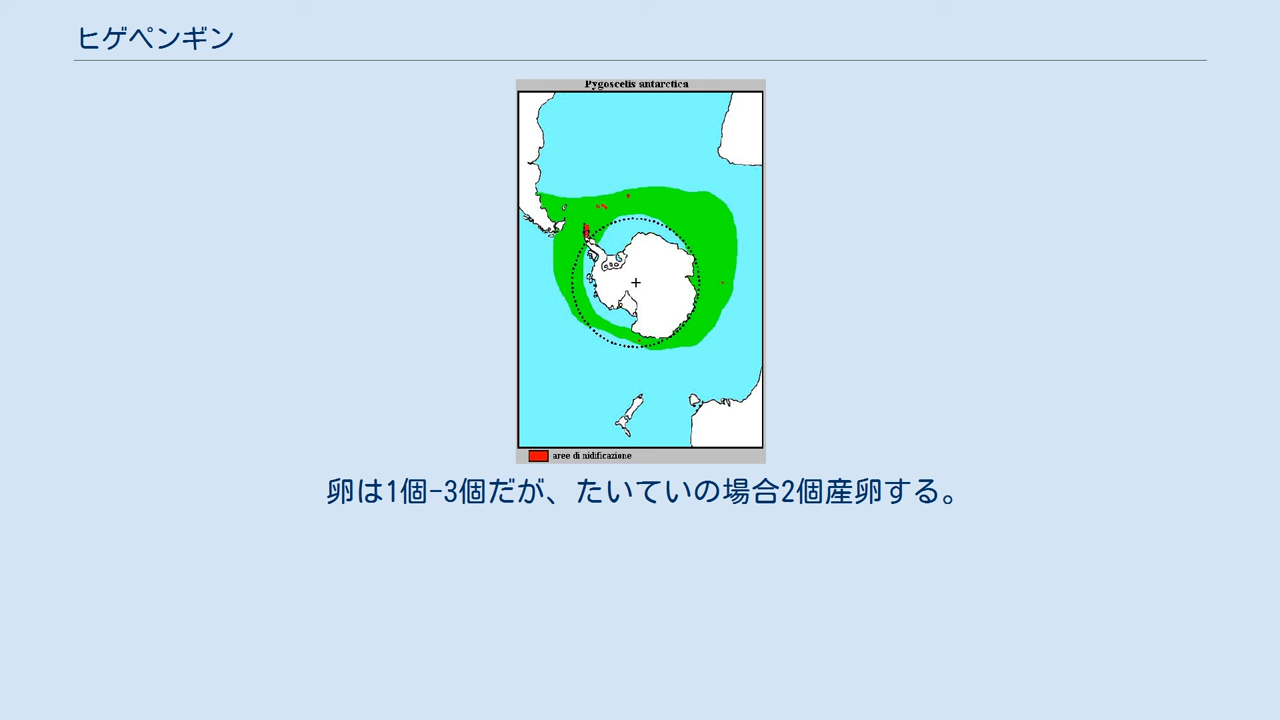 ヒゲペンギン
Pygoscelis antarctica
aree di nidificazione
卵は1個-3個だが、たいていの場合2個産卵する。